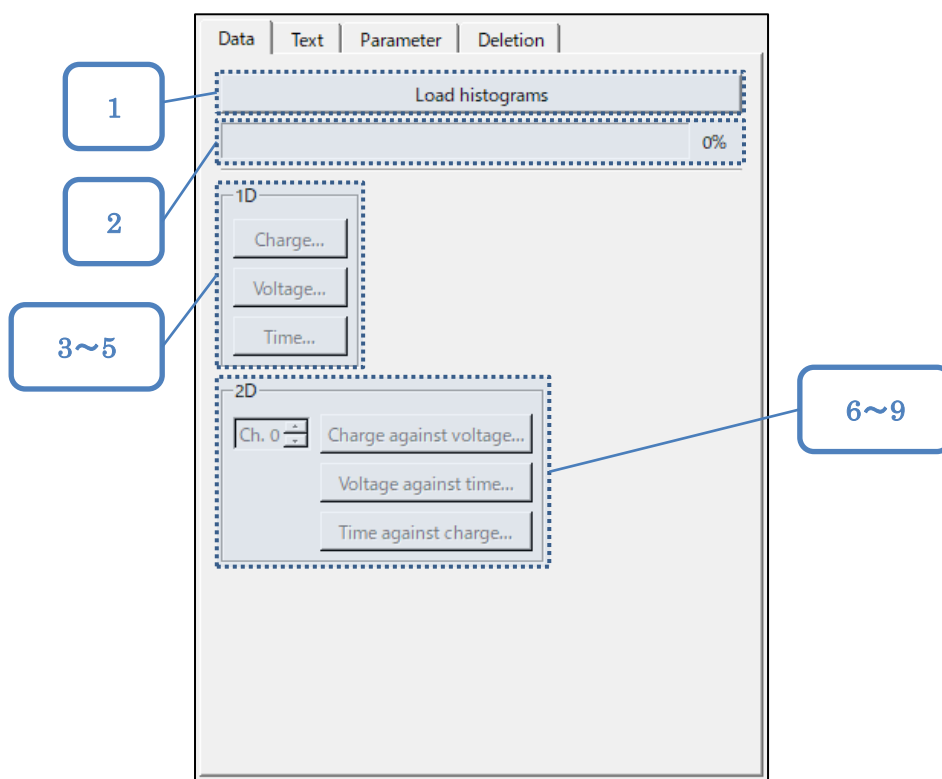 Data Text Parameter Deletion
1
Load histograms
0%
2
1D
Charge...
Voltage...
Time...
3～5
2D
6～9
Ch. 0 Charge against voltage...
Voltage against time...
Time against charge...